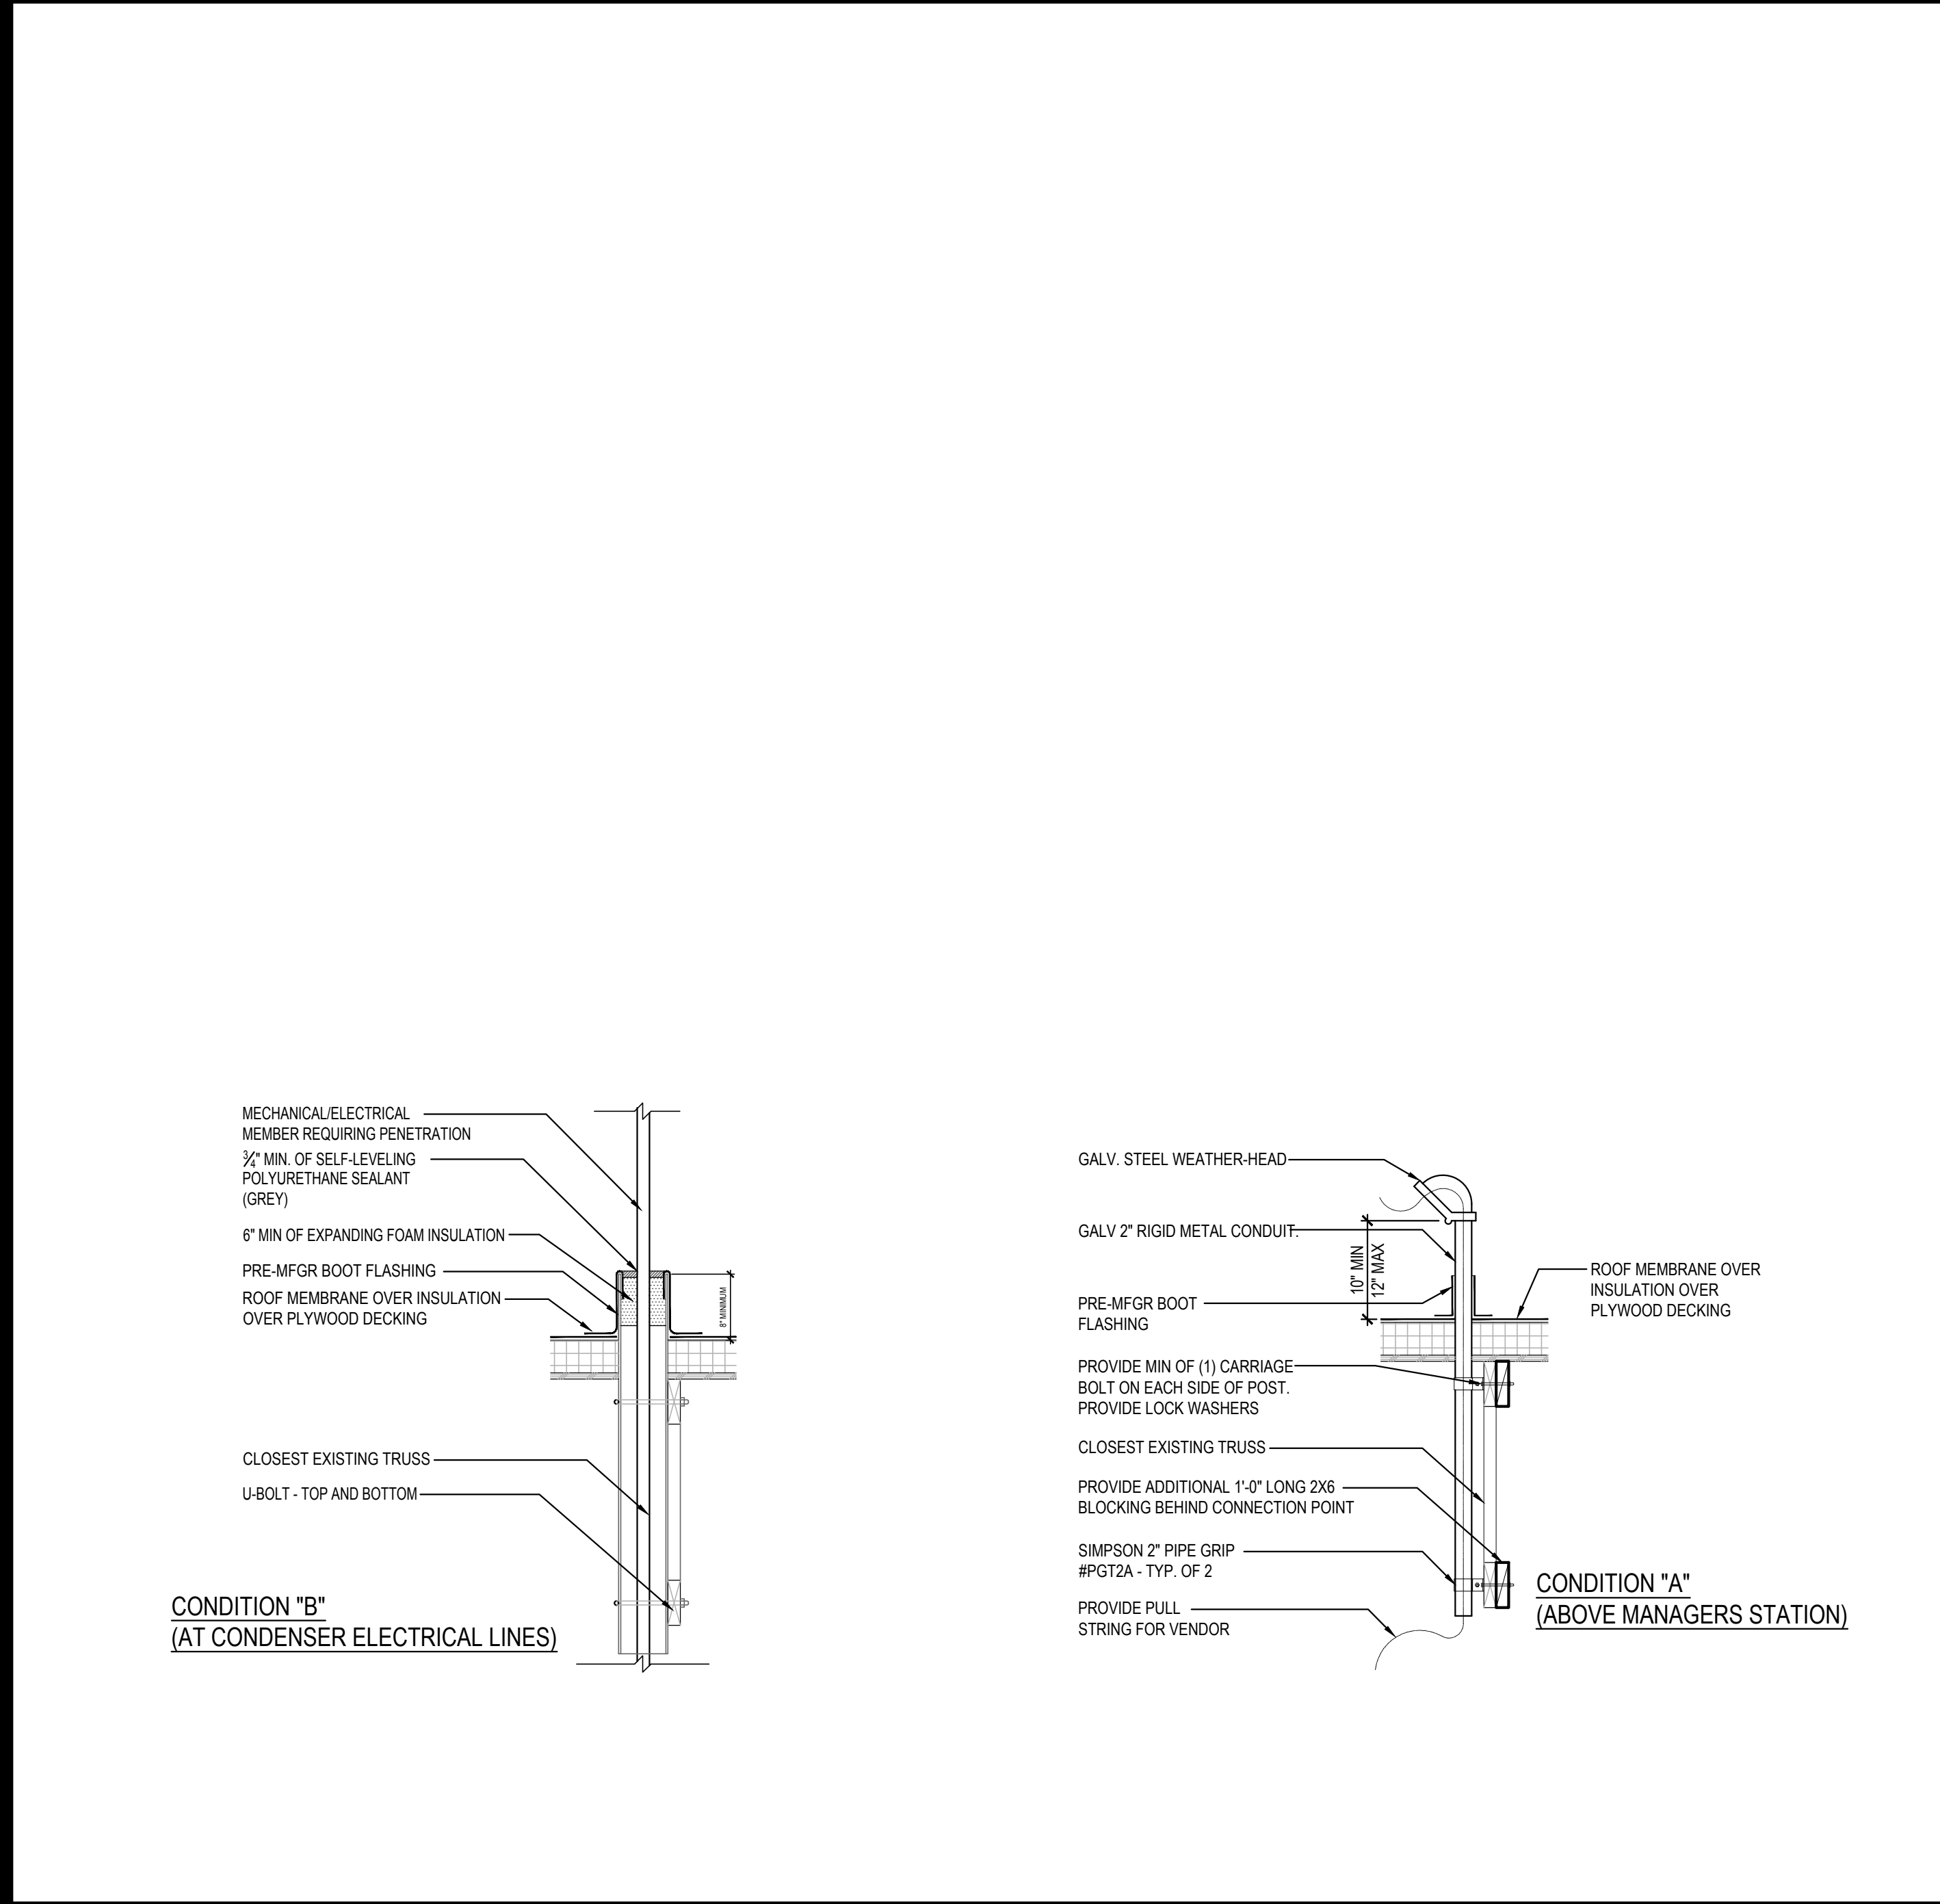 MECHANICAL/ELECTRICAL
MEMBER REQUIRING PENETRATION
¾" MIN. OF SELF-LEVELING
POLYURETHANE SEALANT
(GREY)
6" MIN OF EXPANDING FOAM INSULATION
PRE-MFGR BOOT FLASHING
ROOF MEMBRANE OVER INSULATION
OVER PLYWOOD DECKING
8" MINIMUM
CLOSEST EXISTING TRUSS
U-BOLT - TOP AND BOTTOM
CONDITION "B"
(AT CONDENSER ELECTRICAL LINES)
GALV. STEEL WEATHER-HEAD
GALV 2" RIGID METAL CONDUIT.
10" MIN
12" MAX
PRE-MFGR BOOT
FLASHING
ROOF MEMBRANE OVER
INSULATION OVER
PLYWOOD DECKING
PROVIDE MIN OF (1) CARRIAGE
BOLT ON EACH SIDE OF POST.
PROVIDE LOCK WASHERS
CLOSEST EXISTING TRUSS
PROVIDE ADDITIONAL 1'-0" LONG 2X6
BLOCKING BEHIND CONNECTION POINT
SIMPSON 2" PIPE GRIP
#PGT2A - TYP. OF 2
PROVIDE PULL
STRING FOR VENDOR
CONDITION "A"
(ABOVE MANAGERS STATION)